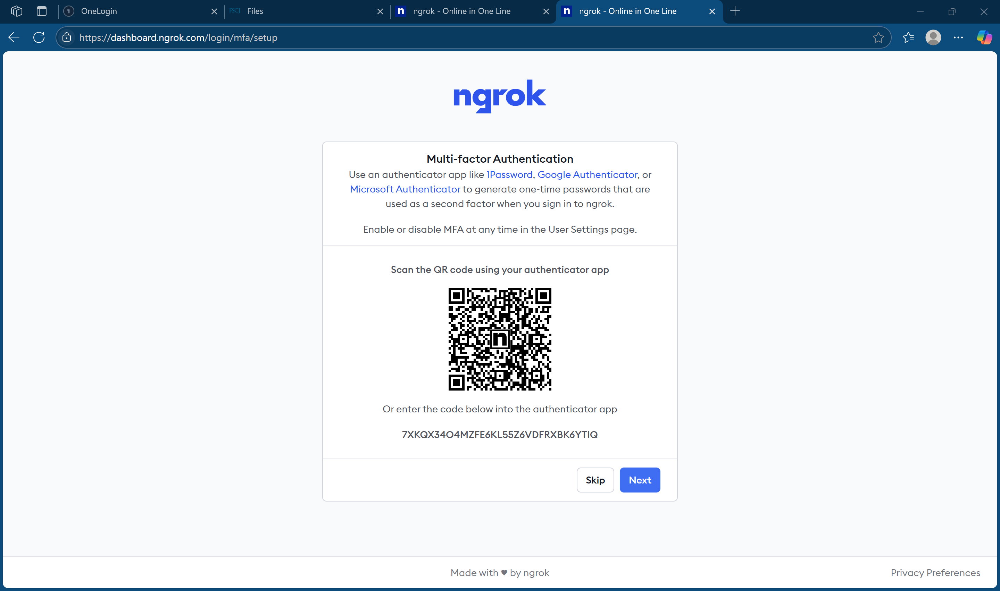 OneLogin
FSCJ Files
n ngrok - Online in One Line
n ngrok - Online in One Line
https://dashboard.ngrok.com/login/mfa/setup
ngrok
Multi-factor Authentication
Use an authenticator app like 1Password, Google Authenticator, or
Microsoft Authenticator to generate one-time passwords that are
used as a second factor when you sign in to ngrok.
Enable or disable MFA at any time in the User Settings page.
Scan the QR code using your authenticator app
n
Or enter the code below into the authenticator app
7XKQX34O4MZFE6KL55Z6VDFRXBK6YTIQ
Skip Next
Made with ♥ by ngrok
Privacy Preferences